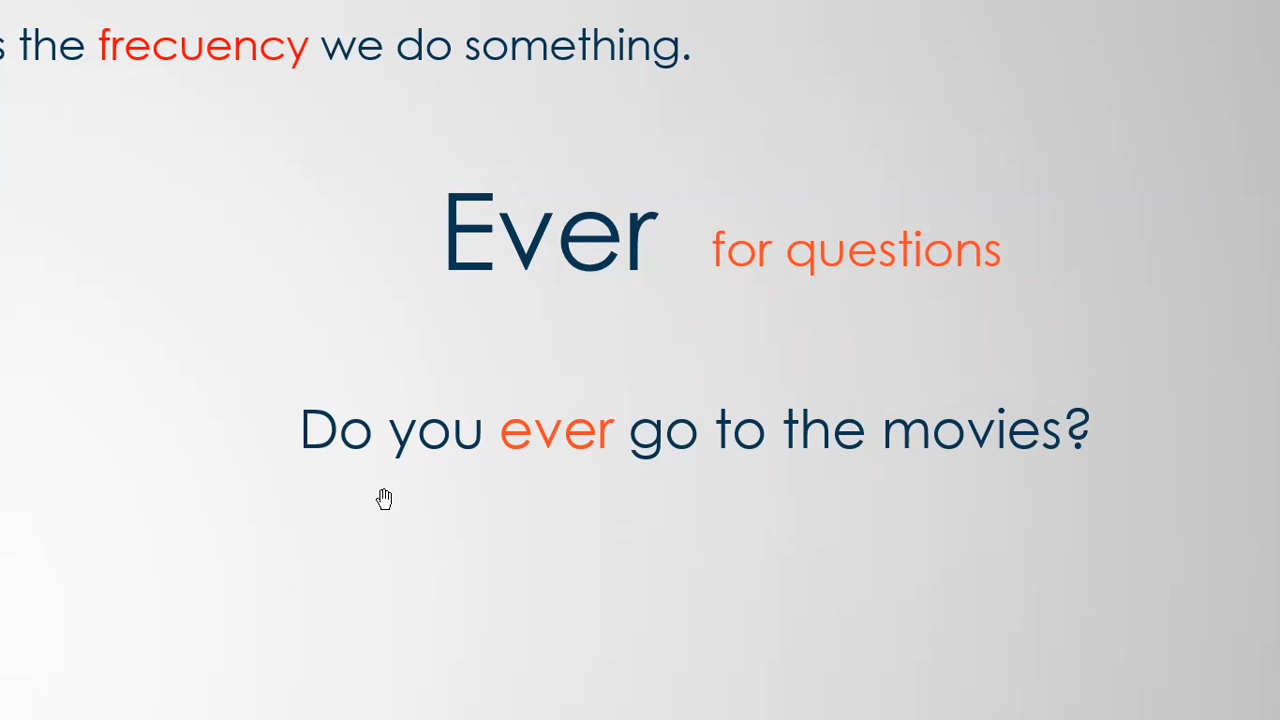 s the frecuency we do something.
Ever for questions
Do you ever go to the movies?